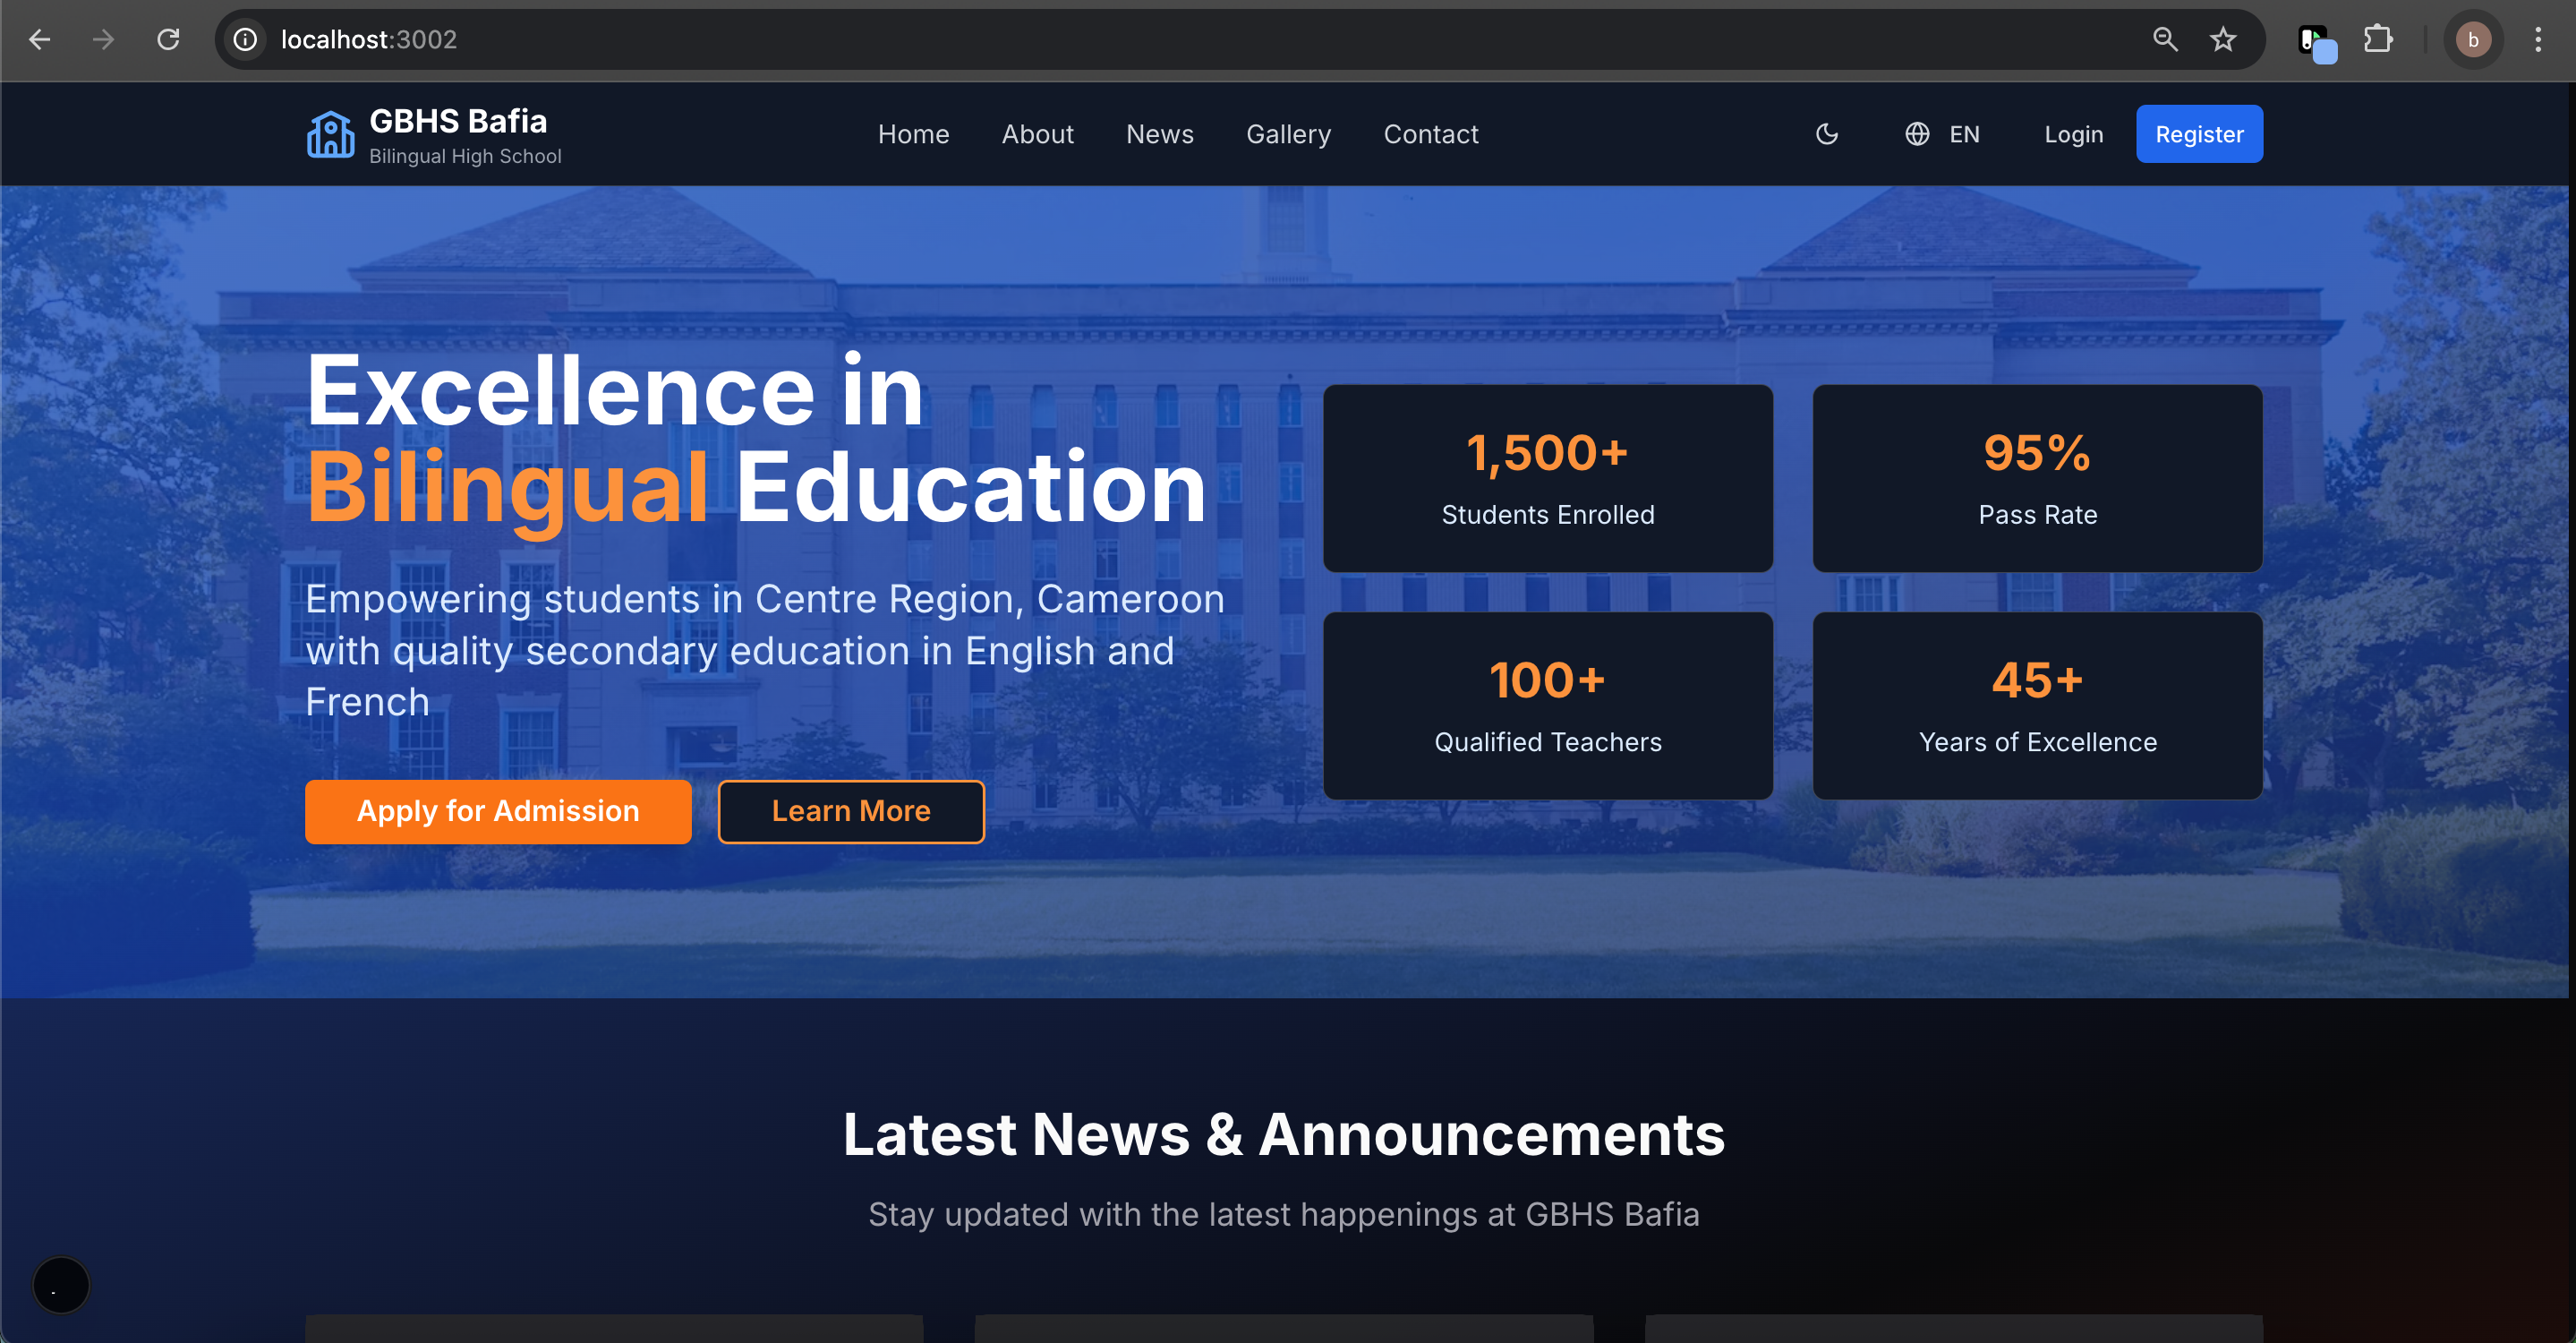 localhost:3002
b
GBHS Bafia
Bilingual High School
Home
About
News
Gallery
Contact
EN
Login
Register
Excellence in
Bilingual Education
Empowering students in Centre Region, Cameroon
with quality secondary education in English and
French
Apply for Admission
Learn More
1,500+
Students Enrolled
95%
Pass Rate
100+
Qualified Teachers
45+
Years of Excellence
Latest News & Announcements
Stay updated with the latest happenings at GBHS Bafia